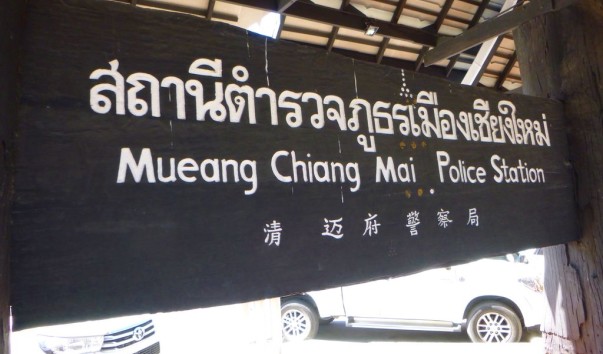 สถานีตำรวจภูธรเมืองเชียงใหม่
Mueang Chiang Mai Police Station
清迈府警察局